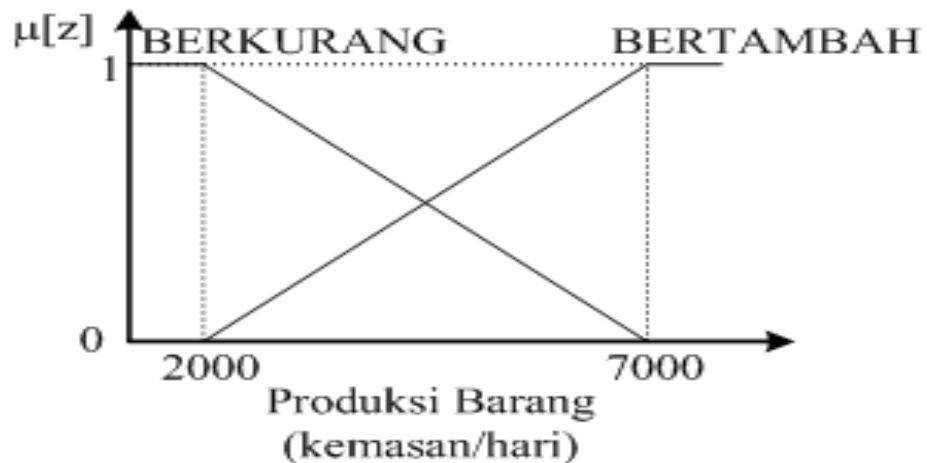 μ[z]
BERKURANG BERTAMBAH
1
0
2000 7000
Produksi Barang
(kemasan/hari)